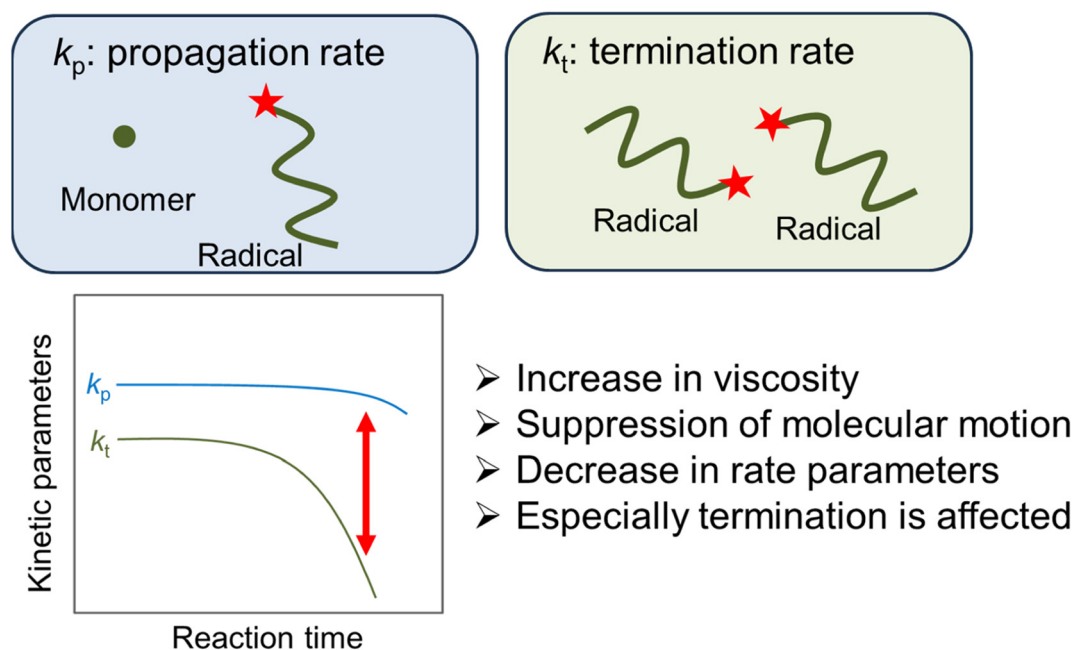 kp: propagation rate
Monomer
Radical
kt: termination rate
Radical
Radical
Kinetic parameters
kp
kt
Reaction time
➢ Increase in viscosity
➢ Suppression of molecular motion
➢ Decrease in rate parameters
➢ Especially termination is affected